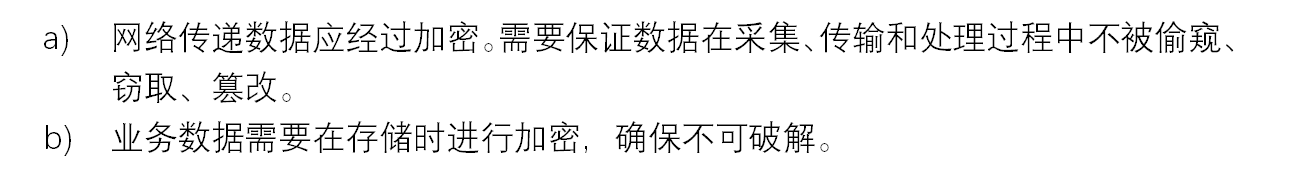 a) 网络传递数据应经过加密。需要保证数据在采集、传输和处理过程中不被偷窥、
窃取、篡改。
b) 业务数据需要在存储时进行加密，确保不可破解。